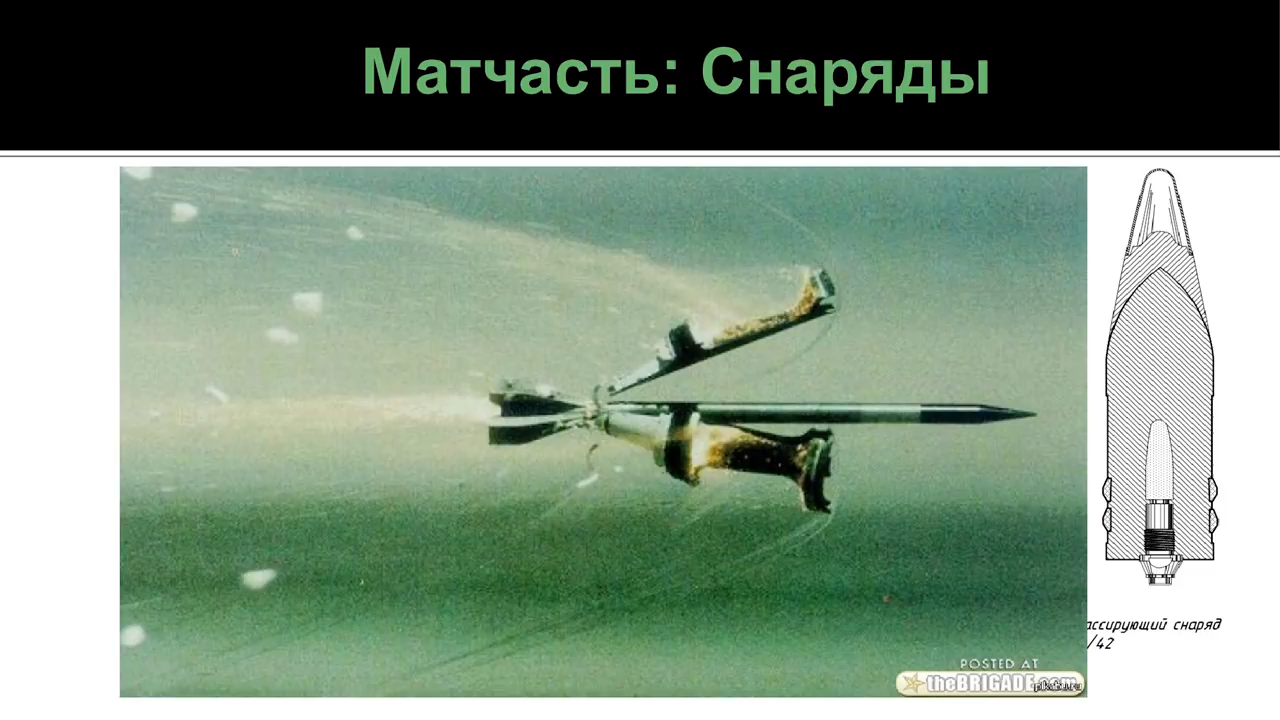 Матчасть: Снаряды
ассирующий снаряд
/42
POSTED AT
theBRIGADE.com